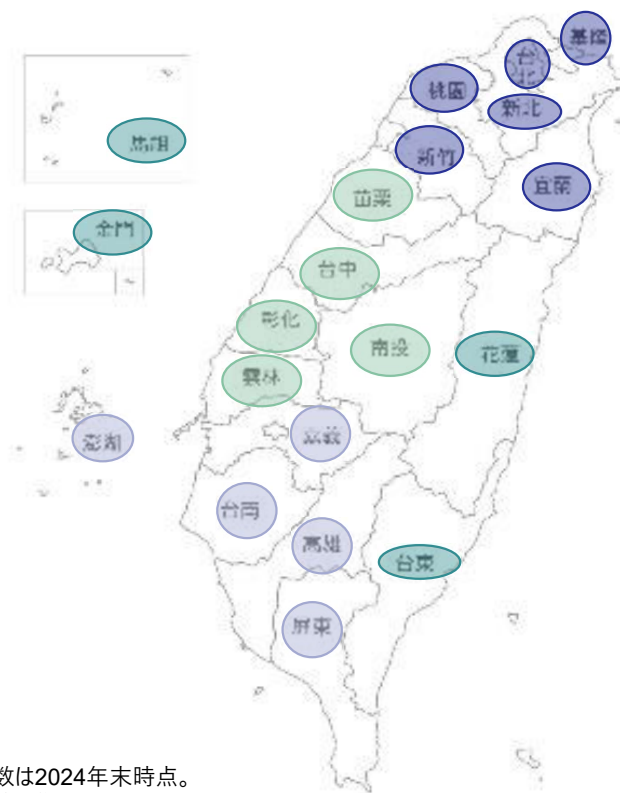 基隆
台
北
桃園
新北
馬祖
新竹
宜蘭
苗栗
金門
台中
彰化
南投
花蓮
雲林
嘉義
澎湖
台南
高雄
台東
屏東
数は2024年末時点。